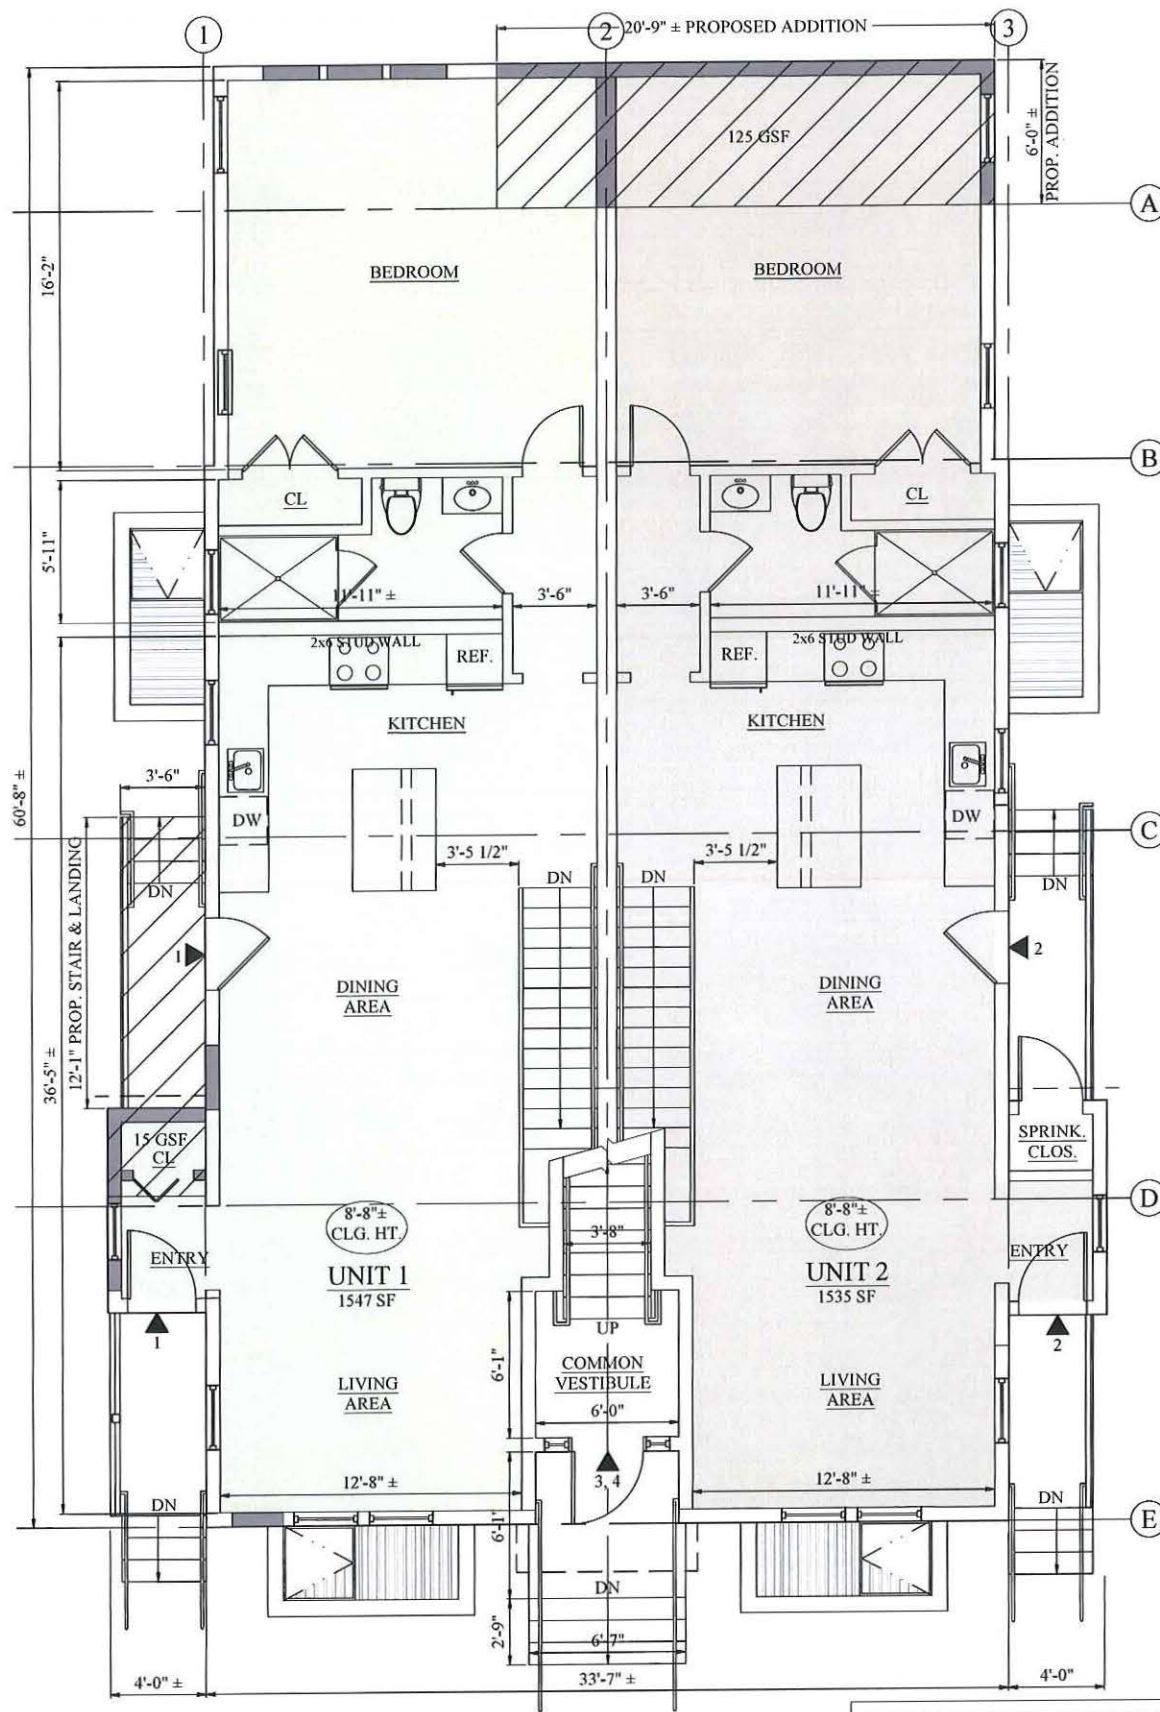 1
2
20'-9" ± PROPOSED ADDITION
3
6'-0" ±
PROP. ADDITION
125 GSF
A
16'-2"
BEDROOM
BEDROOM
B
CL
CL
5'-11"
11'-11" ±
3'-6"
3'-6"
11'-11" ±
2x6 STUD WALL
REF.
REF.
2x6 STUD WALL
KITCHEN
KITCHEN
60'-8" ±
3'-6"
DW
DW
C
3'-5 1/2"
3'-5 1/2"
DN
DN
DN
DN
12'-1" PROP. STAIR & LANDING
1
2
DINING
AREA
DINING
AREA
36'-5" ±
15 GSF
CL
SPRINK.
CLOS.
D
8'-8"±
CLG. HT.
3'-8"
8'-8"±
CLG. HT.
ENTRY
ENTRY
UNIT 1
1547 SF
UNIT 2
1535 SF
UP
1
2
6'-1"
COMMON
VESTIBULE
6'-0"
LIVING
AREA
LIVING
AREA
12'-8" ±
3, 4
12'-8" ±
DN
DN
E
6'-1"
DN
2'-9"
6'-7"
4'-0" ±
33'-7" ±
4'-0"